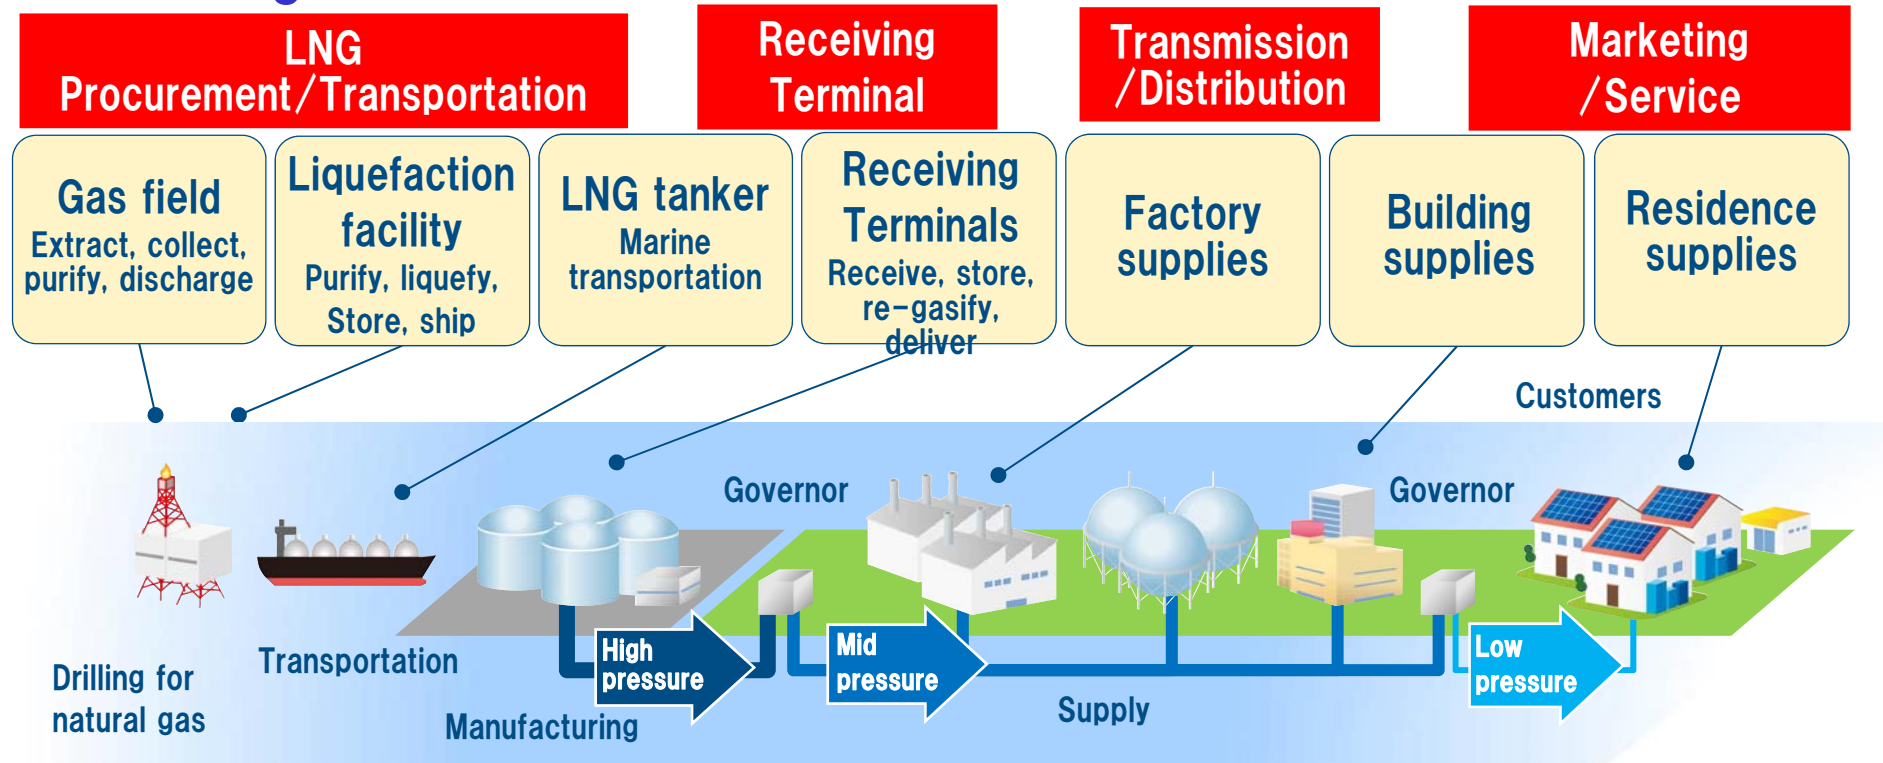 LNG
Procurement/Transportation
Receiving
Terminal
Transmission
/Distribution
Marketing
/Service
Gas field
Extract, collect,
purify, discharge
Liquefaction
facility
Purify, liquefy,
Store, ship
LNG tanker
Marine
transportation
Receiving
Terminals
Receive, store,
re-gasify,
deliver
Factory
supplies
Building
supplies
Residence
supplies
Customers
Governor
Governor
High
pressure
Mid
pressure
Low
pressure
Transportation
Drilling for
natural gas
Manufacturing
Supply